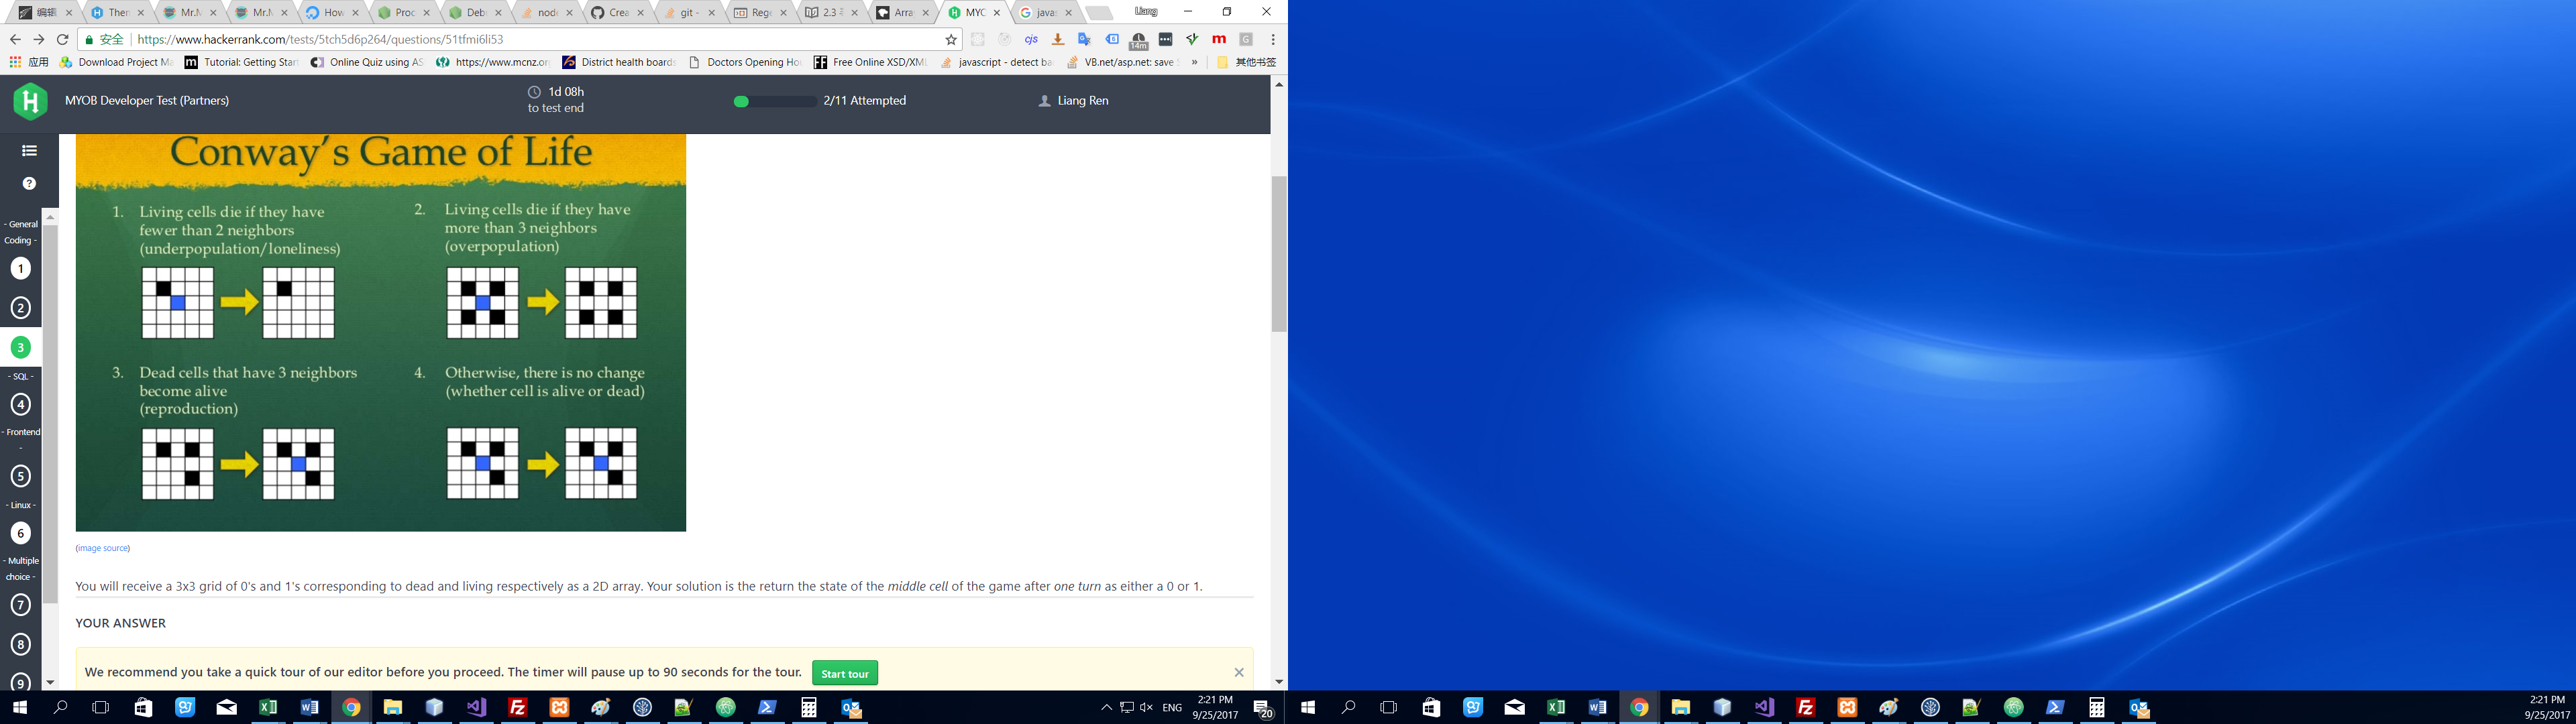 编辑
Then
Mr.M
Mr.M
How
Proc
Deb
node
Crea
git -
Rege
2.3
Array
MYC
javas
Liang
安全 | https://www.hackerrank.com/tests/5tch5d6p264/questions/51tfmi6li53
cjs
14m
m
G
应用
Download Project Ma
Tutorial: Getting Start
Online Quiz using AS
https://www.mcnz.or
District health boards
Doctors Opening Ho
Free Online XSD/XML
javascript - detect ba
VB.net/asp.net: save
»
其他书签
MYOB Developer Test (Partners)
1d 08h
to test end
2/11 Attempted
Liang Ren
- General
Coding -
1
2
3
- SQL -
4
- Frontend
-
5
- Linux -
6
- Multiple
choice -
7
8
9
Conway's Game of Life
1. Living cells die if they have
fewer than 2 neighbors
(underpopulation/loneliness)
2. Living cells die if they have
more than 3 neighbors
(overpopulation)
3. Dead cells that have 3 neighbors
become alive
(reproduction)
4. Otherwise, there is no change
(whether cell is alive or dead)
(image source)
You will receive a 3x3 grid of 0's and 1's corresponding to dead and living respectively as a 2D array. Your solution is the return the state of the middle cell of the game after one turn as either a 0 or 1.
YOUR ANSWER
We recommend you take a quick tour of our editor before you proceed. The timer will pause up to 90 seconds for the tour. Start tour
ENG
2:21 PM
9/25/2017
20
2:21 PM
9/25/2017